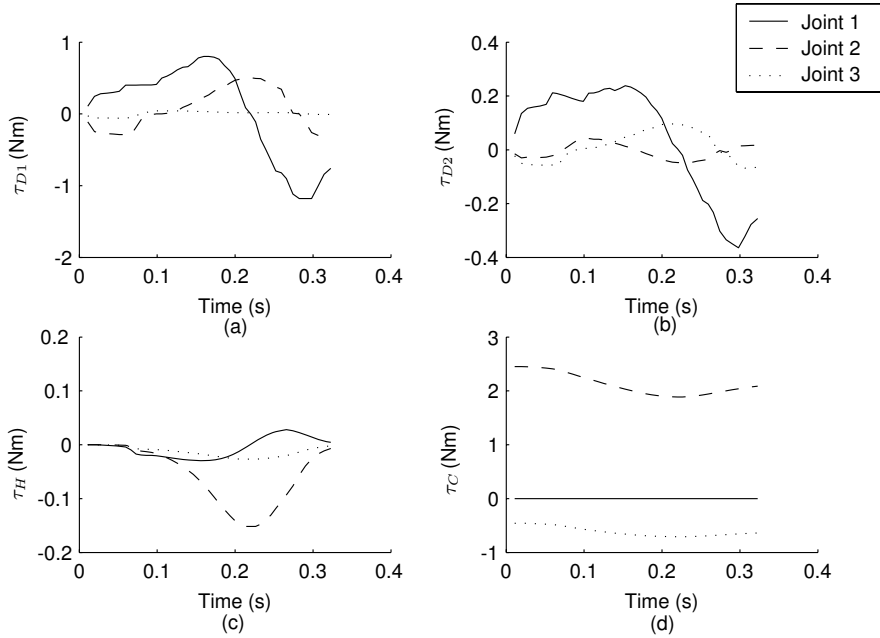 Joint 1
Joint 2
Joint 3
1
0
-1
-2
τD1 (Nm)
0 0.1 0.2 0.3 0.4
Time (s)
(a)
0.4
0.2
0
-0.2
-0.4
τD2 (Nm)
0 0.1 0.2 0.3 0.4
Time (s)
(b)
0.2
0.1
0
-0.1
-0.2
τH (Nm)
0 0.1 0.2 0.3 0.4
Time (s)
(c)
3
2
1
0
-1
τC (Nm)
0 0.1 0.2 0.3 0.4
Time (s)
(d)